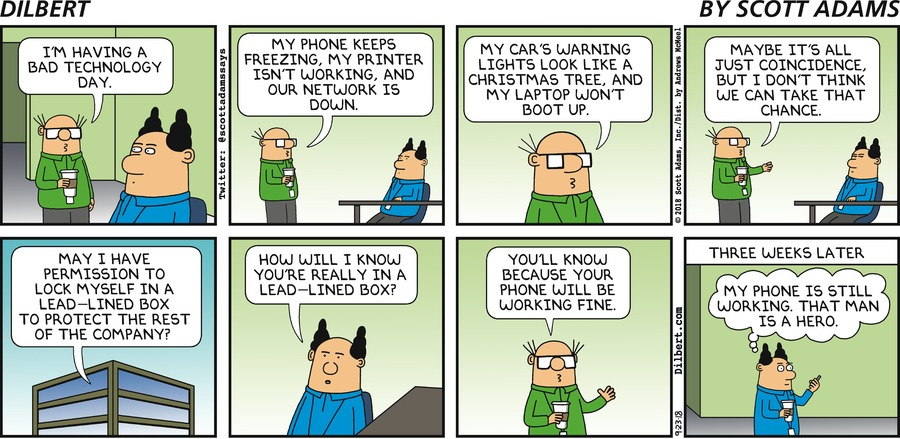 DILBERT
BY SCOTT ADAMS
I'M HAVING A
BAD TECHNOLOGY
DAY.
Twitter: @scottadamssays
MY PHONE KEEPS
FREEZING, MY PRINTER
ISN'T WORKING, AND
OUR NETWORK IS
DOWN.
MY CAR'S WARNING
LIGHTS LOOK LIKE A
CHRISTMAS TREE, AND
MY LAPTOP WON'T
BOOT UP.
© 2018 Scott Adams, Inc./Dist. by Andrews McMeel
MAYBE IT'S ALL
JUST COINCIDENCE,
BUT I DON'T THINK
WE CAN TAKE THAT
CHANCE.
MAY I HAVE
PERMISSION TO
LOCK MYSELF IN A
LEAD-LINED BOX
TO PROTECT THE REST
OF THE COMPANY?
HOW WILL I KNOW
YOU'RE REALLY IN A
LEAD-LINED BOX?
YOU'LL KNOW
BECAUSE YOUR
PHONE WILL BE
WORKING FINE.
9-23-18 Dilbert.com
THREE WEEKS LATER
MY PHONE IS STILL
WORKING. THAT MAN
IS A HERO.